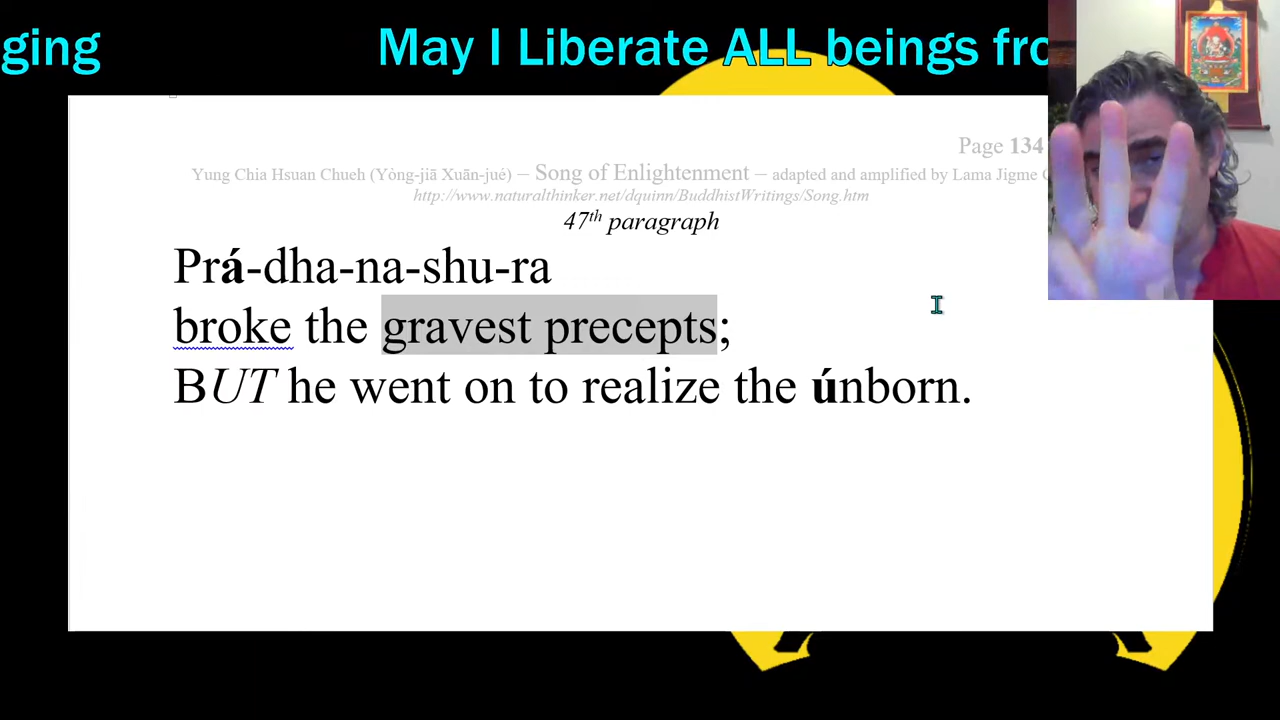 ging May I Liberate ALL beings fro
Page 134
Yung Chia Hsuan Chueh (Yòng-jiā Xuān-jué) – Song of Enlightenment – adapted and amplified by Lama Jigme
http://www.naturalthinker.net/dquinn/BuddhistWritings/Song.htm
47th paragraph
Prá-dha-na-shu-ra
broke the gravest precepts;
BUT he went on to realize the únborn.